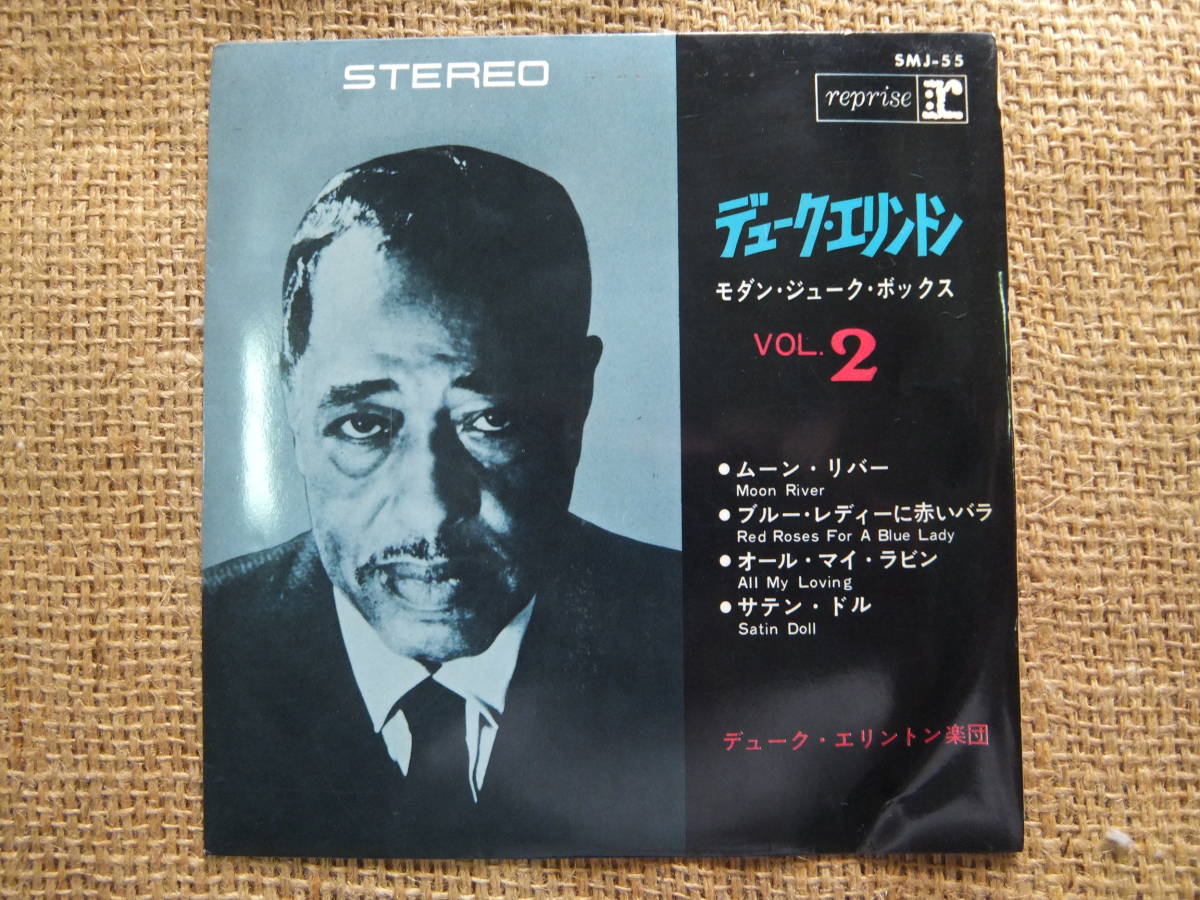 STEREO
SMJ-55
reprise r
デューク・エリントン
モダン・ジューク・ボックス
VOL. 2
●ムーン・リバー
Moon River
●ブルー・レディーに赤いバラ
Red Roses For A Blue Lady
●オール・マイ・ラビン
All My Loving
●サテン・ドル
Satin Doll
デューク・エリントン楽団